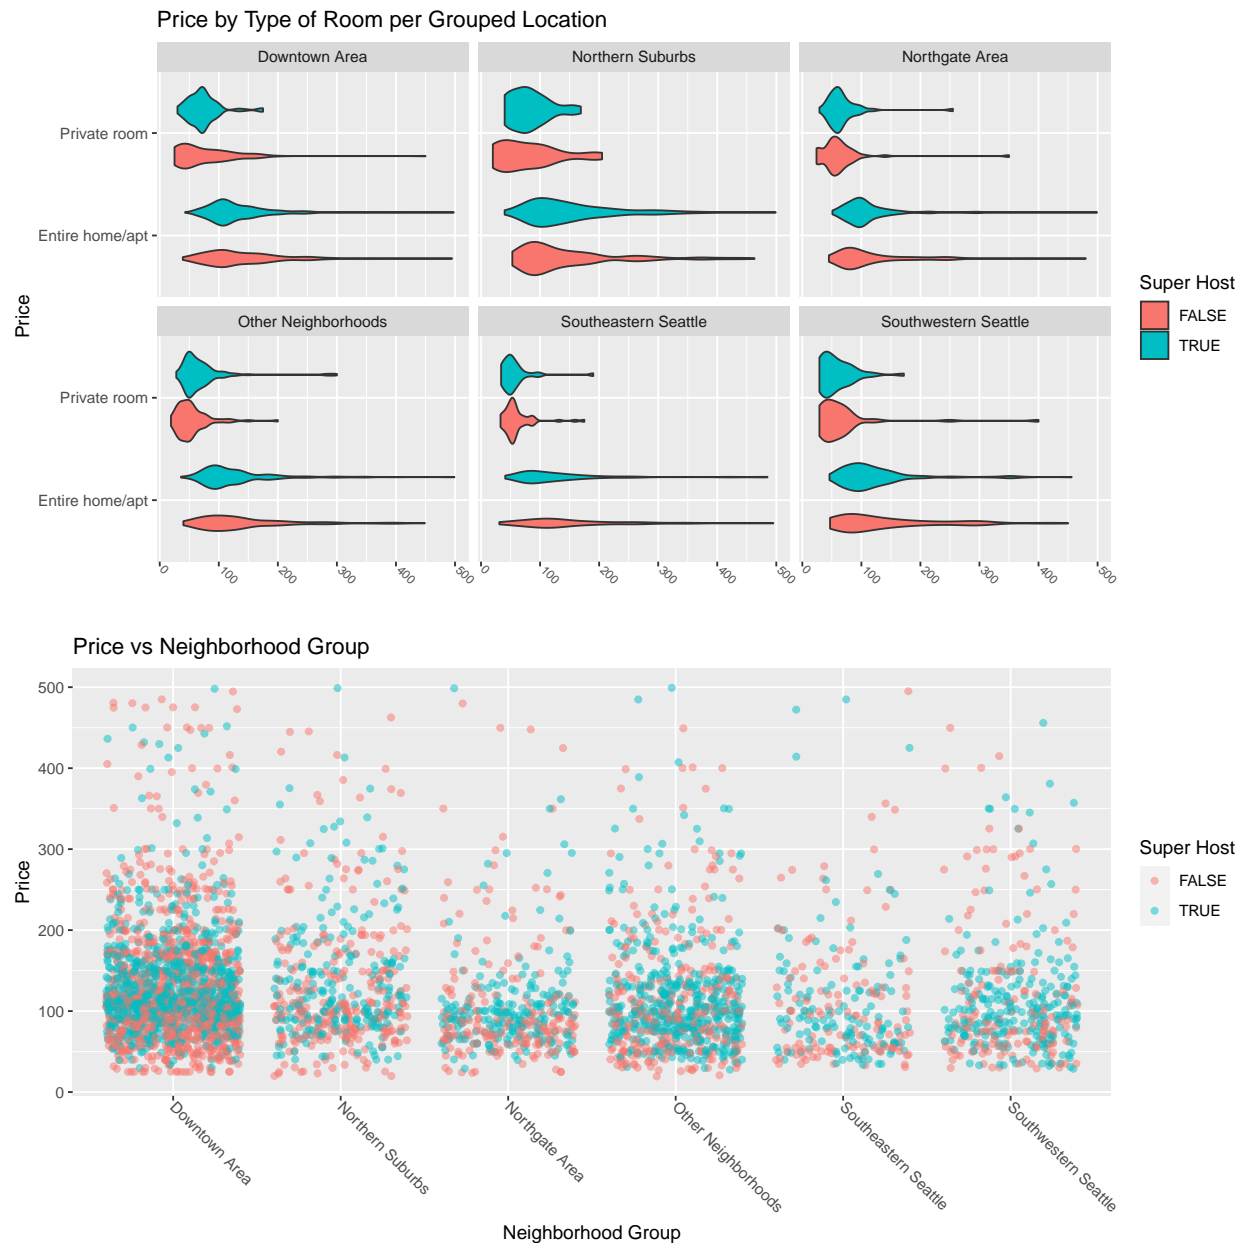 Price by Type of Room per Grouped Location
Downtown Area
Northern Suburbs
Northgate Area
Private room
Entire home/apt
Other Neighborhoods
Southeastern Seattle
Southwestern Seattle
Private room
Entire home/apt
Price
0 100 200 300 400 500
0 100 200 300 400 500
0 100 200 300 400 500
Super Host
FALSE
TRUE
Price vs Neighborhood Group
500
400
300
200
100
0
Price
Downtown Area
Northern Suburbs
Northgate Area
Other Neighborhoods
Southeastern Seattle
Southwestern Seattle
Neighborhood Group
Super Host
FALSE
TRUE